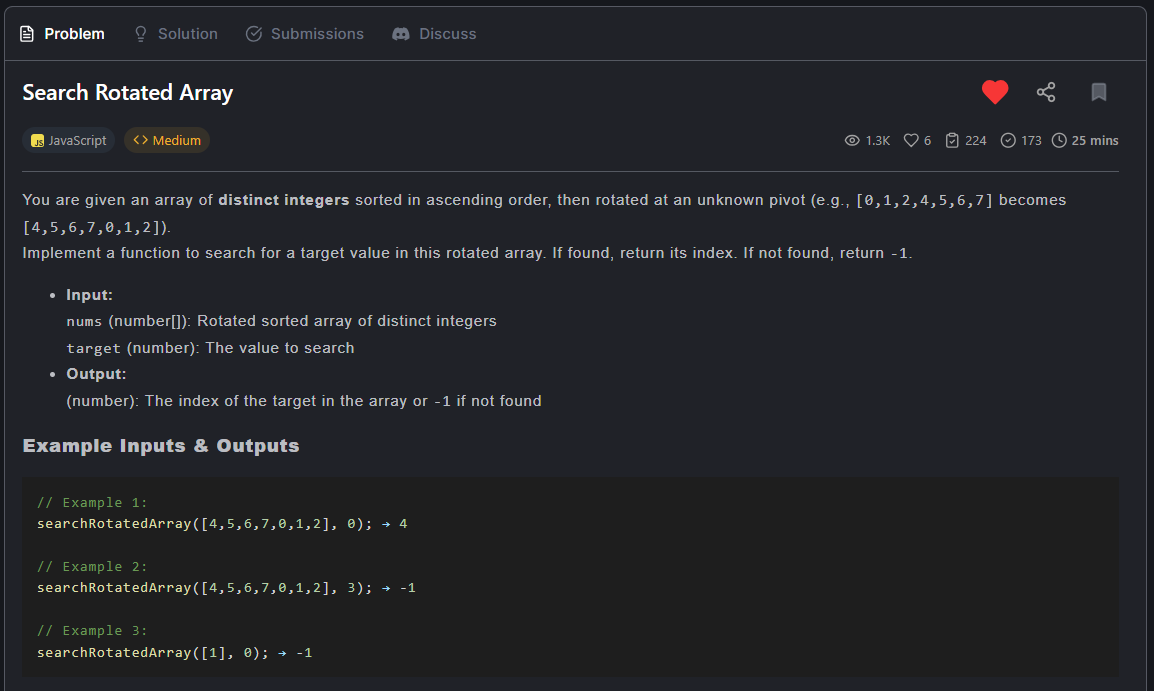 Problem Solution Submissions Discuss
Search Rotated Array
JS JavaScript <> Medium 1.3K 6 224 173 25 mins
You are given an array of distinct integers sorted in ascending order, then rotated at an unknown pivot (e.g., [0,1,2,4,5,6,7] becomes
[4,5,6,7,0,1,2]).
Implement a function to search for a target value in this rotated array. If found, return its index. If not found, return -1.
• Input:
nums (number[]): Rotated sorted array of distinct integers
target (number): The value to search
• Output:
(number): The index of the target in the array or -1 if not found
Example Inputs & Outputs
// Example 1:
searchRotatedArray([4,5,6,7,0,1,2], 0); → 4
// Example 2:
searchRotatedArray([4,5,6,7,0,1,2], 3); → -1
// Example 3:
searchRotatedArray([1], 0); → -1